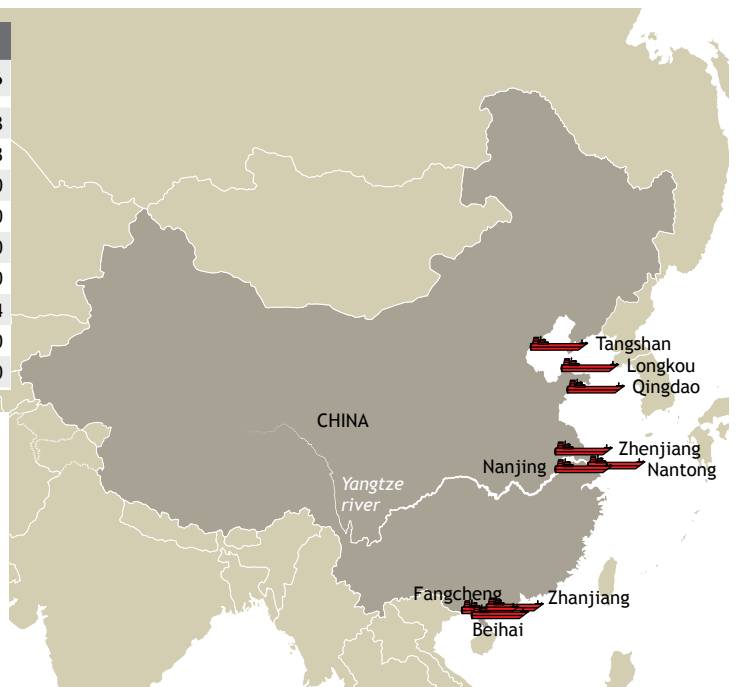 Tangshan
Longkou
Qingdao
CHINA
Zhenjiang
Nanjing
Nantong
Yangtze
river
Fangcheng
Zhanjiang
Beihai